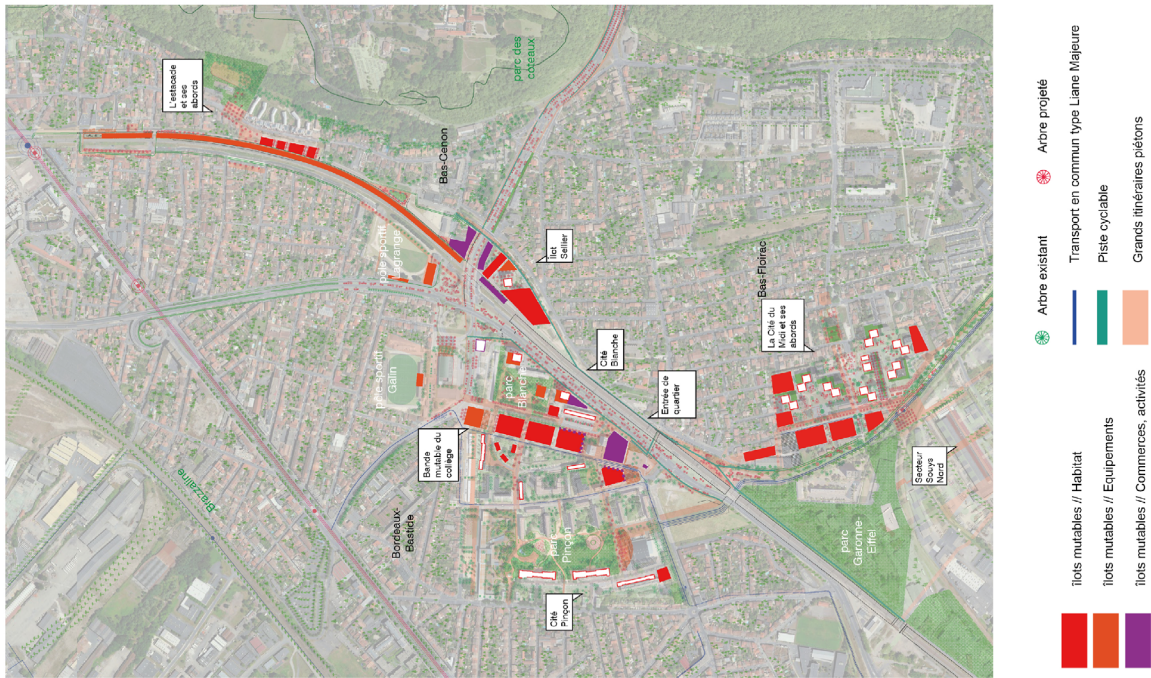 L'estacade
et ses
abords
parc des
coteaux
Bas-Cenon
pôle sportif
Lagrange
Îlot
Sellier
Bas-Floirac
La Cité du
Midi et ses
abords
Cité
Blanche
Entrée de
quartier
pôle sportif
Galin
parc
Blanche
Bande
mutable du
collège
Brazzaline
Bordeaux-
Bastide
parc
Pinçon
Cité
Pinçon
parc
Garonne-
Eiffel
Secteur
Souys
Nord
îlots mutables // Habitat
îlots mutables // Equipements
îlots mutables // Commerces, activités
Arbre existant
Arbre projeté
Transport en commun type Liane Majeure
Piste cyclable
Grands itinéraires piétons